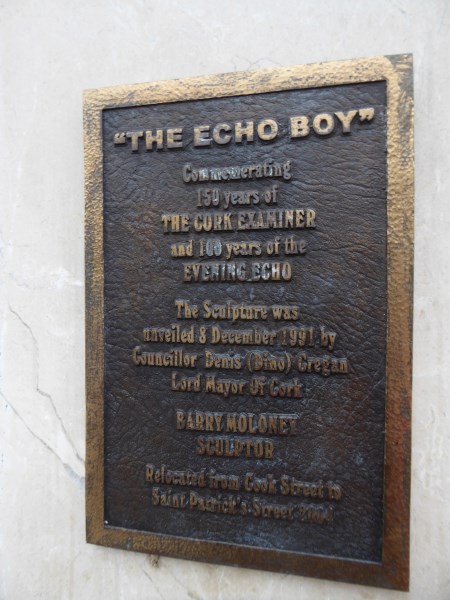 “THE ECHO BOY”
Commemerating
150 years of
THE CORK EXAMINER
and 100 years of the
EVENING ECHO
The Sculpture was
unveiled 8 December 1991 by
Councillor Denis (Dino) Cregan
Lord Mayor Of Cork
BARRY MOLONEY
SCULPTOR
Relocated from Cook Street to
Saint Patrick's Street